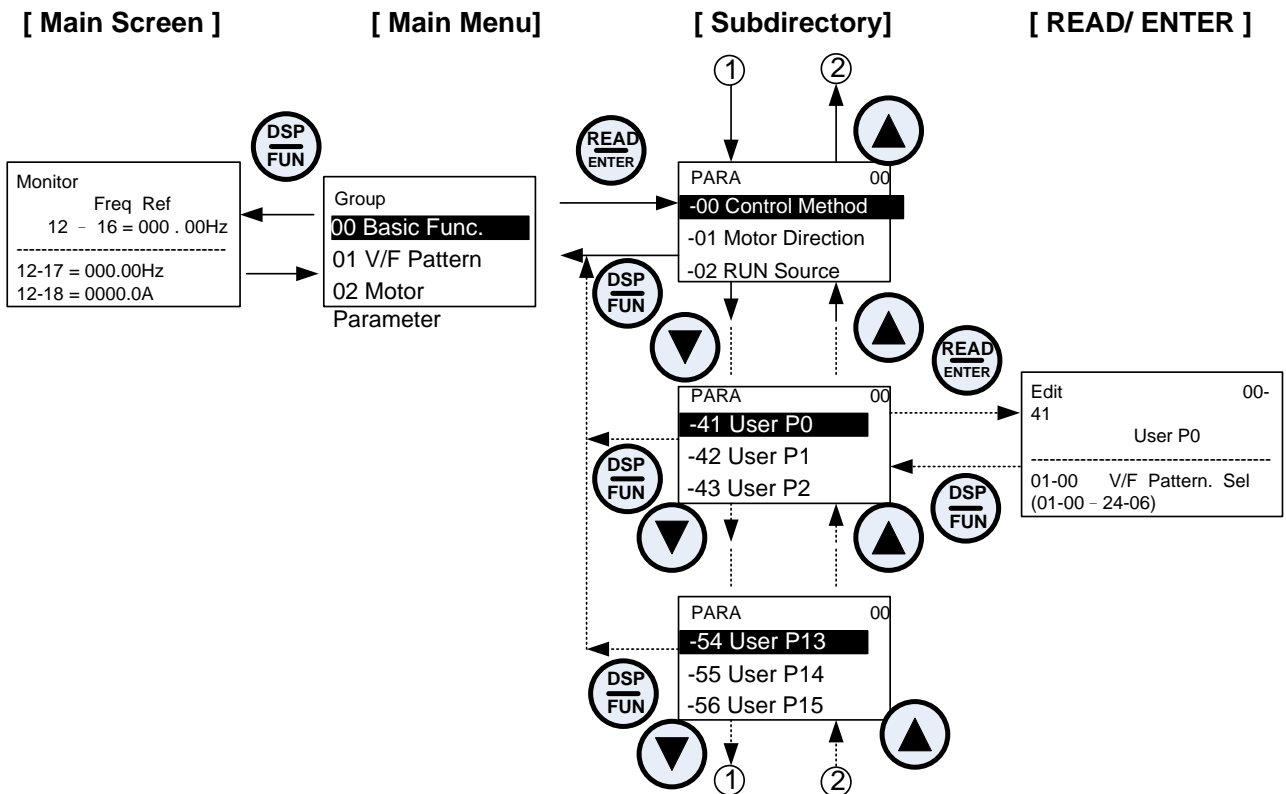 [ Main Screen ]
[ Main Menu]
[ Subdirectory]
[ READ/ ENTER ]
1
2
DSP
FUN
READ
ENTER
Monitor
Freq Ref
12 - 16 = 000 . 00Hz
12-17 = 000.00Hz
12-18 = 0000.0A
Group
00 Basic Func.
01 V/F Pattern
02 Motor
Parameter
PARA 00
-00 Control Method
-01 Motor Direction
-02 RUN Source
DSP
FUN
READ
ENTER
PARA 00
-41 User P0
-42 User P1
-43 User P2
DSP
FUN
Edit 00-
41
User P0
01-00 V/F Pattern. Sel
(01-00 - 24-06)
DSP
FUN
PARA 00
-54 User P13
-55 User P14
-56 User P15
DSP
FUN
1
2